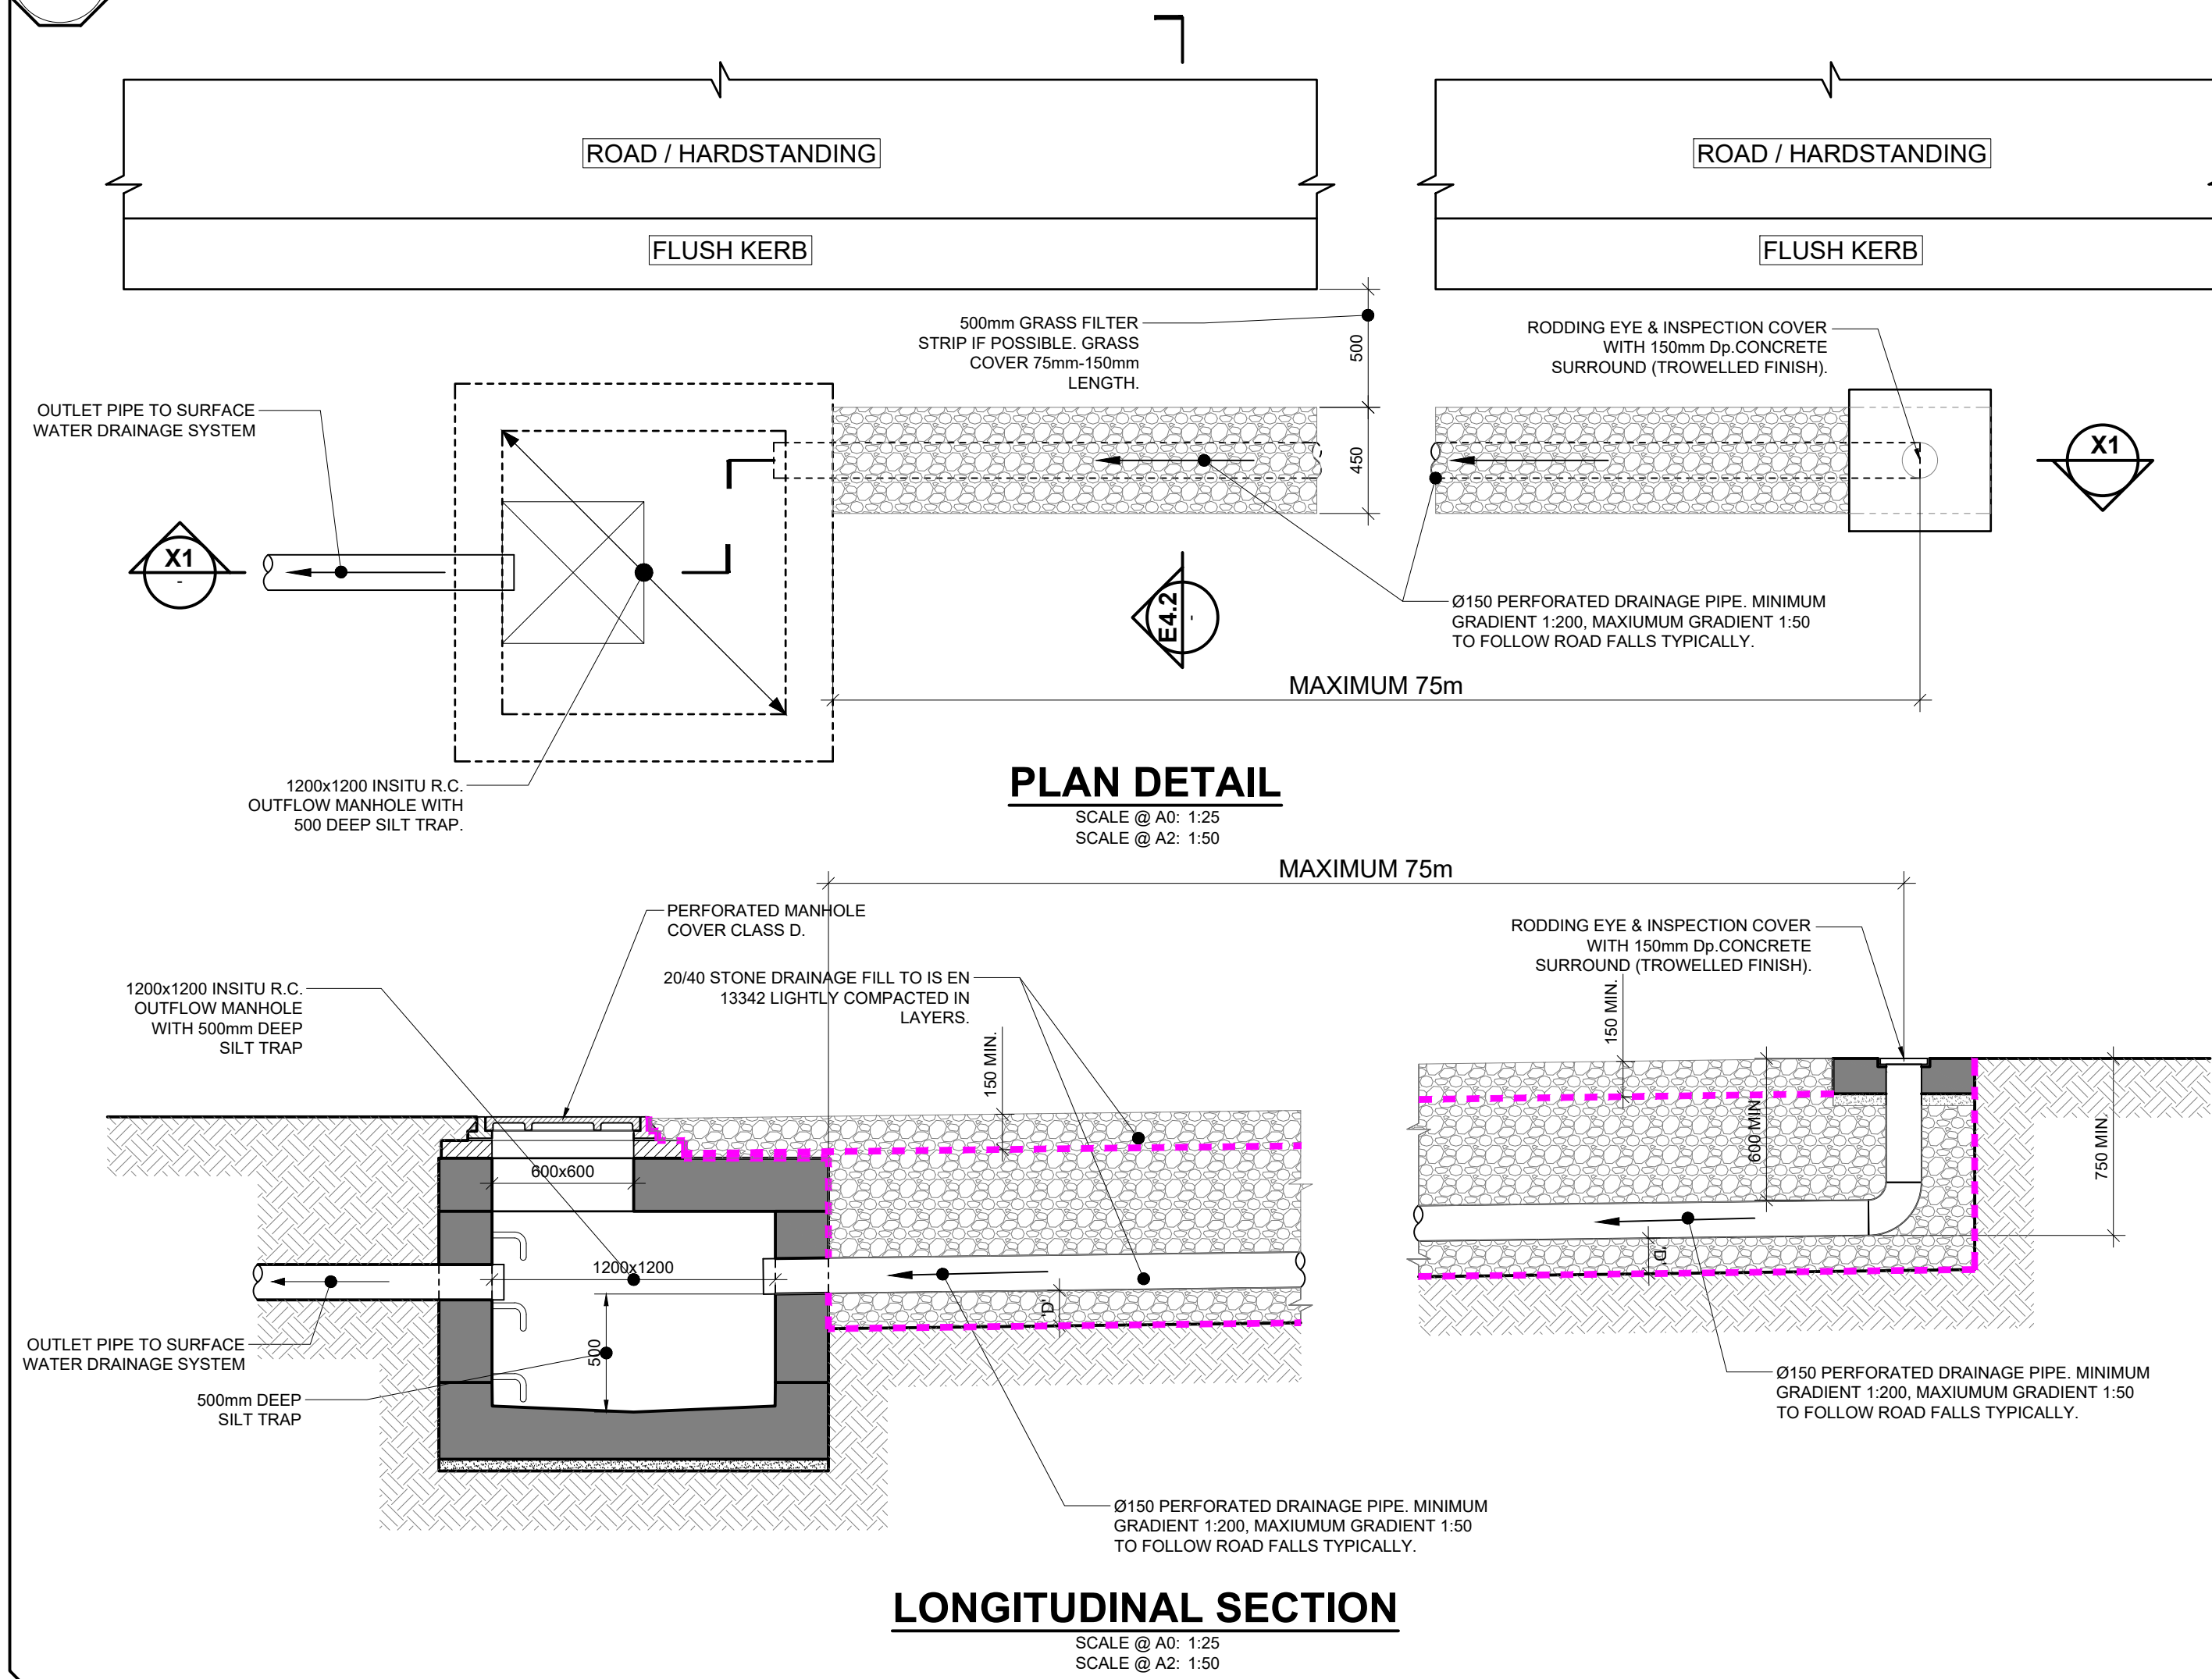 ROAD / HARDSTANDING
ROAD / HARDSTANDING
FLUSH KERB
FLUSH KERB
500mm GRASS FILTER
STRIP IF POSSIBLE. GRASS
COVER 75mm-150mm
LENGTH.
500
RODDING EYE & INSPECTION COVER
WITH 150mm Dp.CONCRETE
SURROUND (TROWELLED FINISH).
OUTLET PIPE TO SURFACE
WATER DRAINAGE SYSTEM
450
X1
X1
-
E4.2
-
Ø150 PERFORATED DRAINAGE PIPE. MINIMUM
GRADIENT 1:200, MAXIUMUM GRADIENT 1:50
TO FOLLOW ROAD FALLS TYPICALLY.
MAXIMUM 75m
1200x1200 INSITU R.C.
OUTFLOW MANHOLE WITH
500 DEEP SILT TRAP.
PLAN DETAIL
SCALE @ A0: 1:25
SCALE @ A2: 1:50
MAXIMUM 75m
PERFORATED MANHOLE
COVER CLASS D.
RODDING EYE & INSPECTION COVER
WITH 150mm Dp.CONCRETE
SURROUND (TROWELLED FINISH).
1200x1200 INSITU R.C.
OUTFLOW MANHOLE
WITH 500mm DEEP
SILT TRAP
20/40 STONE DRAINAGE FILL TO IS EN
13342 LIGHTLY COMPACTED IN
LAYERS.
150 MIN.
150 MIN.
600 MIN
750 MIN.
600x600
1200x1200
'D'
'D'
500
OUTLET PIPE TO SURFACE
WATER DRAINAGE SYSTEM
500mm DEEP
SILT TRAP
Ø150 PERFORATED DRAINAGE PIPE. MINIMUM
GRADIENT 1:200, MAXIUMUM GRADIENT 1:50
TO FOLLOW ROAD FALLS TYPICALLY.
Ø150 PERFORATED DRAINAGE PIPE. MINIMUM
GRADIENT 1:200, MAXIUMUM GRADIENT 1:50
TO FOLLOW ROAD FALLS TYPICALLY.
LONGITUDINAL SECTION
SCALE @ A0: 1:25
SCALE @ A2: 1:50